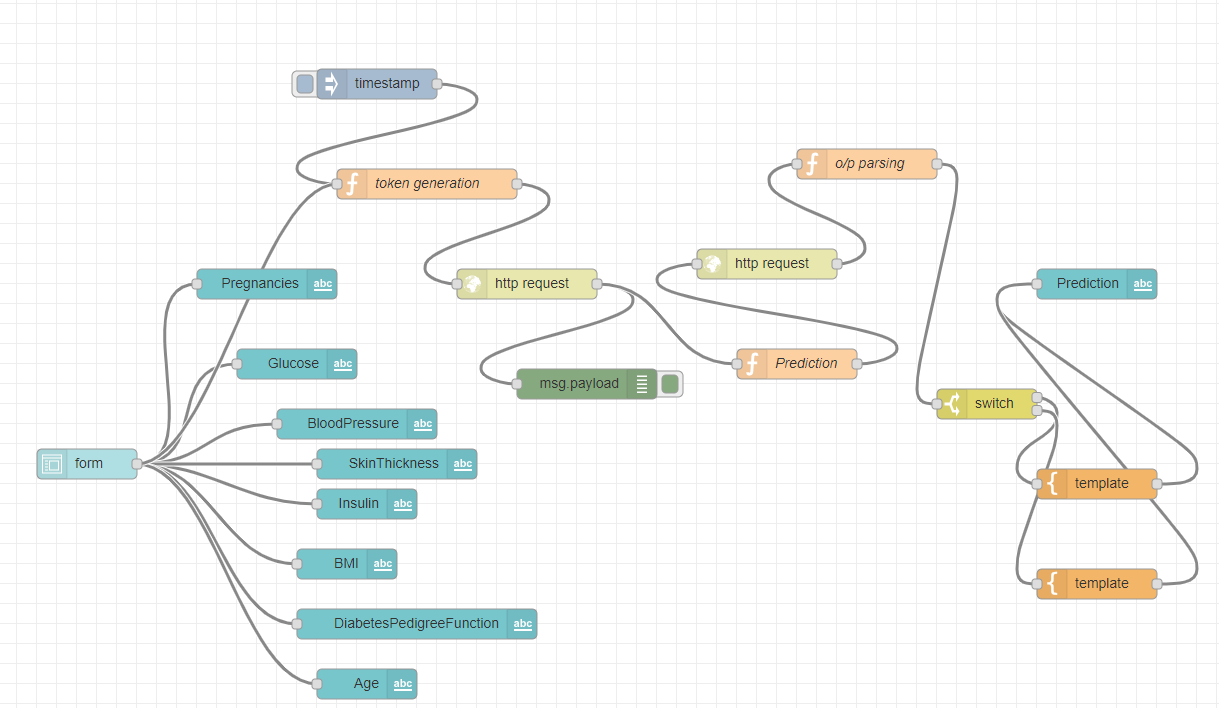 timestamp
o/p parsing
token generation
http request
Pregnancies abc
http request
Prediction abc
Glucose abc
Prediction
msg.payload
switch
BloodPressure abc
form
SkinThickness abc
template
Insulin abc
BMI abc
template
DiabetesPedigreeFunction abc
Age abc